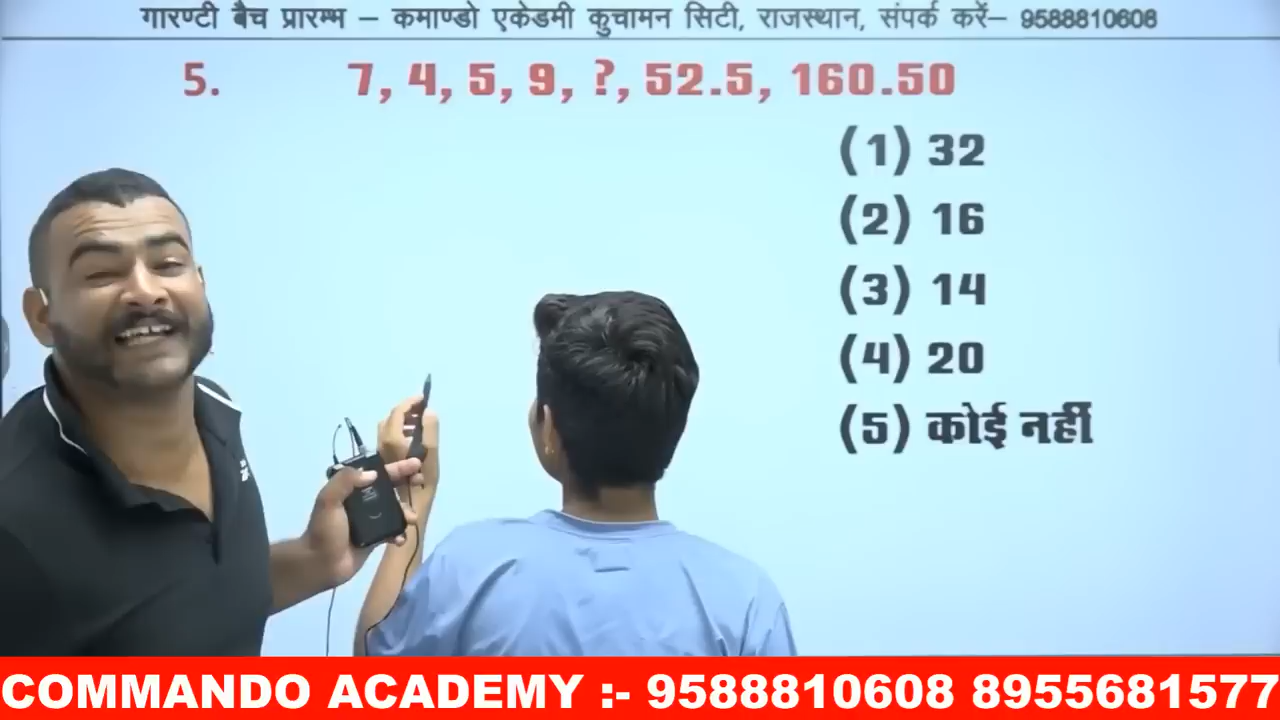 गारण्टी बैच प्रारम्भ – कमाण्डो एकेडमी कुचामन सिटी, राजस्थान, संपर्क करें– 9588810608
5. 7, 4, 5, 9, ?, 52.5, 160.50
(1) 32
(2) 16
(3) 14
(4) 20
(5) कोई नहीं
COMMANDO ACADEMY :- 9588810608 8955681577